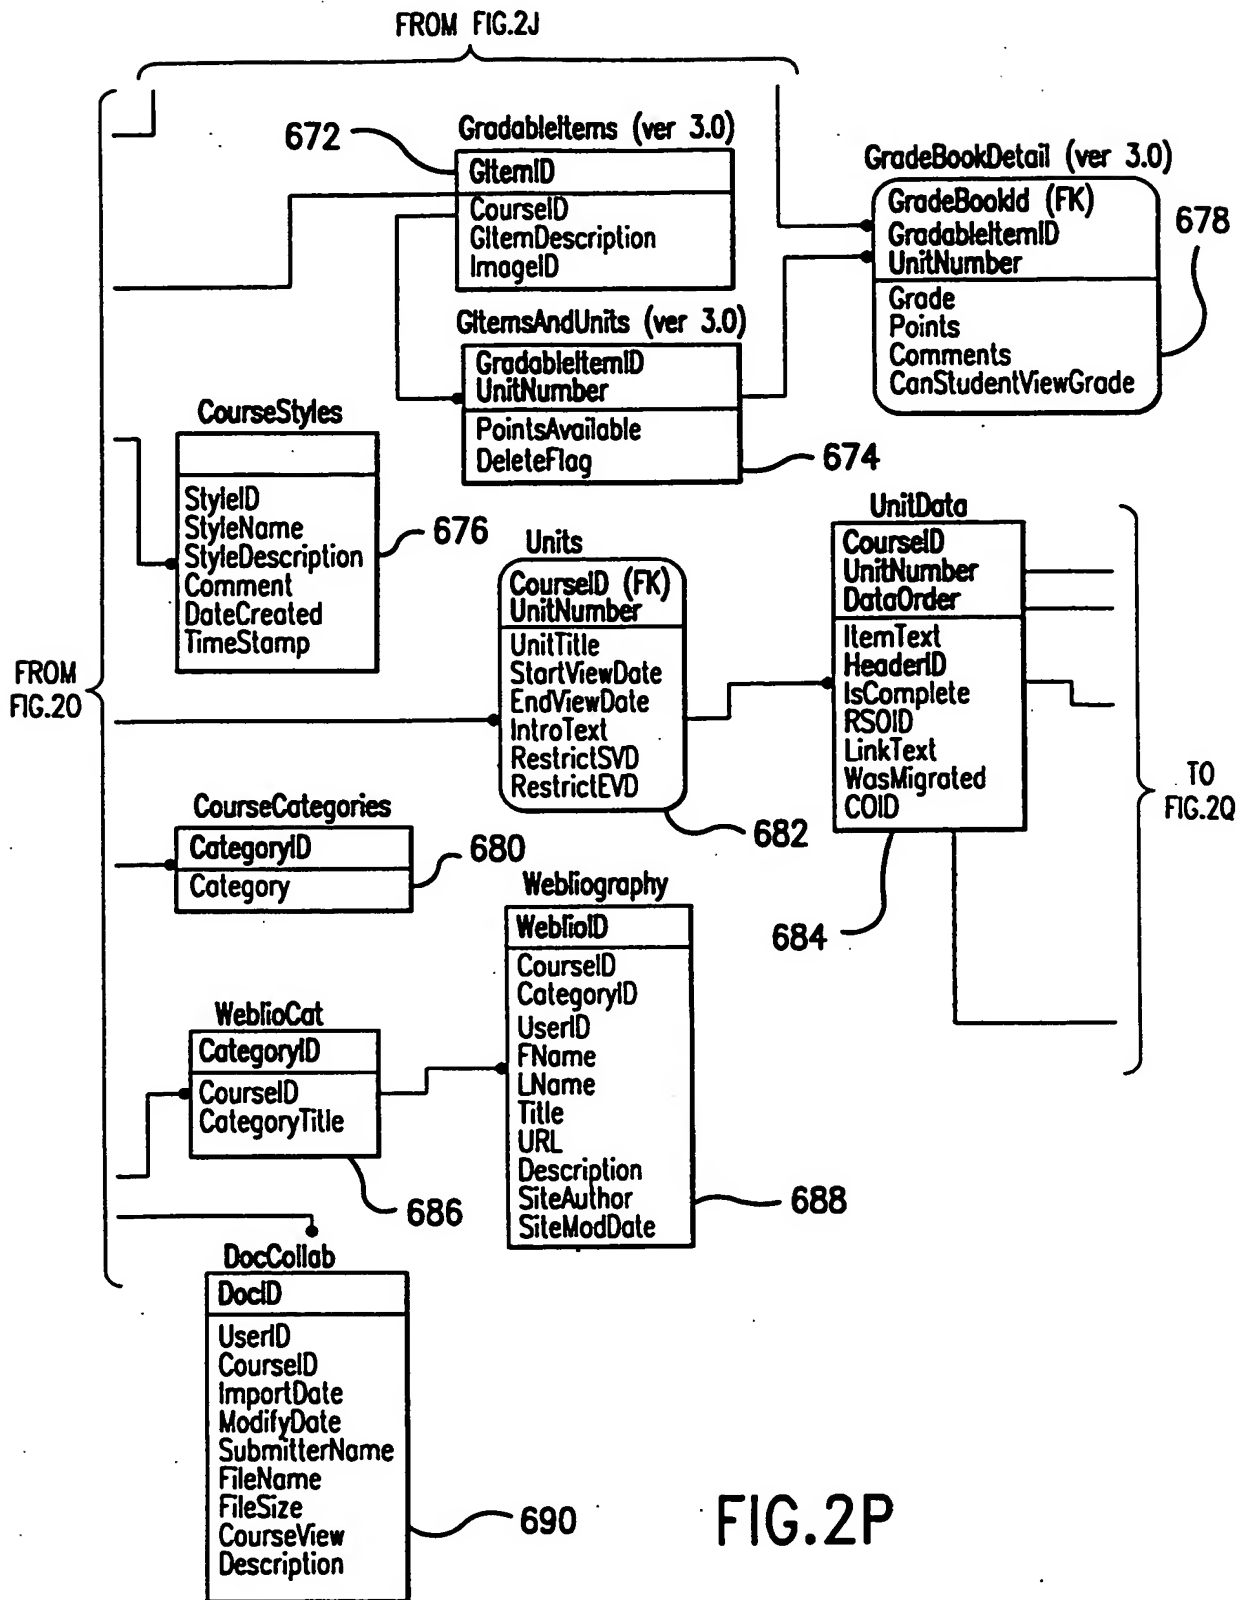 FROM FIG.2J
672
GradableItems (ver 3.0)
GItemID
CourseID
GItemDescription
ImageID
GradeBookDetail (ver 3.0)
GradeBookId (FK)
GradableItemID
UnitNumber
Grade
Points
Comments
CanStudentViewGrade
678
GItemsAndUnits (ver 3.0)
GradableItemID
UnitNumber
PointsAvailable
DeleteFlag
674
CourseStyles
StyleID
StyleName
StyleDescription
Comment
DateCreated
TimeStamp
676
Units
CourseID (FK)
UnitNumber
UnitTitle
StartViewDate
EndViewDate
IntroText
RestrictSVD
RestrictEVD
682
UnitData
CourseID
UnitNumber
DataOrder
ItemText
HeaderID
IsComplete
RSOID
LinkText
WasMigrated
COID
684
FROM
FIG.2O
TO
FIG.2Q
CourseCategories
CategoryID
Category
680
Webliography
WeblioID
CourseID
CategoryID
UserID
FName
LName
Title
URL
Description
SiteAuthor
SiteModDate
688
WeblioCat
CategoryID
CourseID
CategoryTitle
686
DocCollab
DocID
UserID
CourseID
ImportDate
ModifyDate
SubmitterName
FileName
FileSize
CourseView
Description
690
FIG.2P